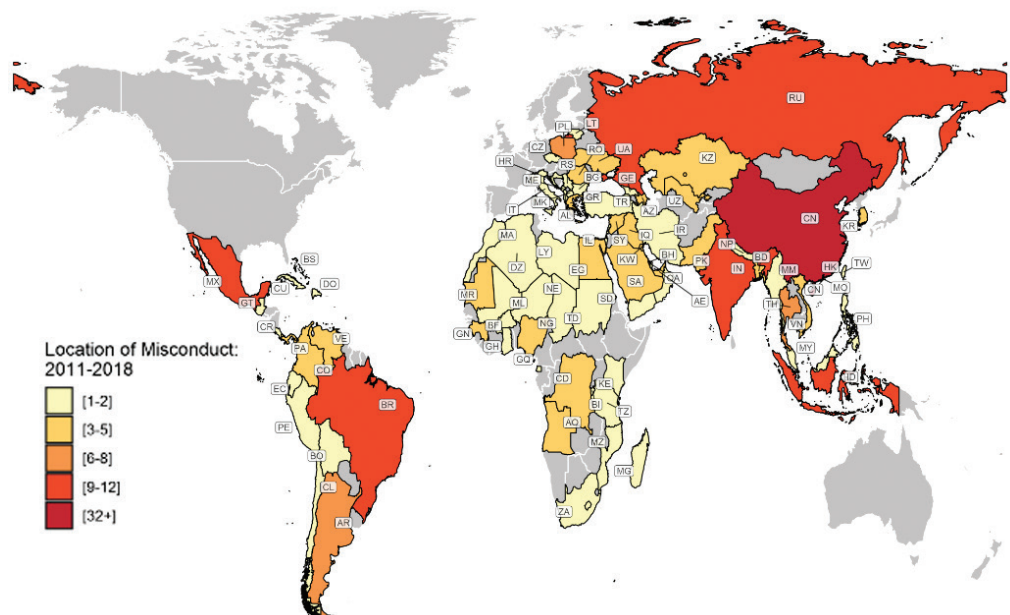 Location of Misconduct:
2011-2018
[1-2]
[3-5]
[6-8]
[9-12]
[32+]
RU
PL
LT
CZ
RO
UA
KZ
HR
RS
ME
BG
GE
GR
TR
UZ
IT
MK
AL
AZ
CN
KR
MA
IQ
IR
NP
LY
IL
SY
BS
DZ
KW
BH
PK
IN
BD
MM
HK
TW
MX
CU
DO
EG
QA
SA
CN
MO
GT
MR
ML
NE
SD
AE
TH
CR
GN
BF
NG
TD
VN
PH
PA
VE
GH
GQ
MY
CD
CD
KE
ID
EC
BI
BR
TZ
PE
AQ
MZ
BO
MG
CL
ZA
AR